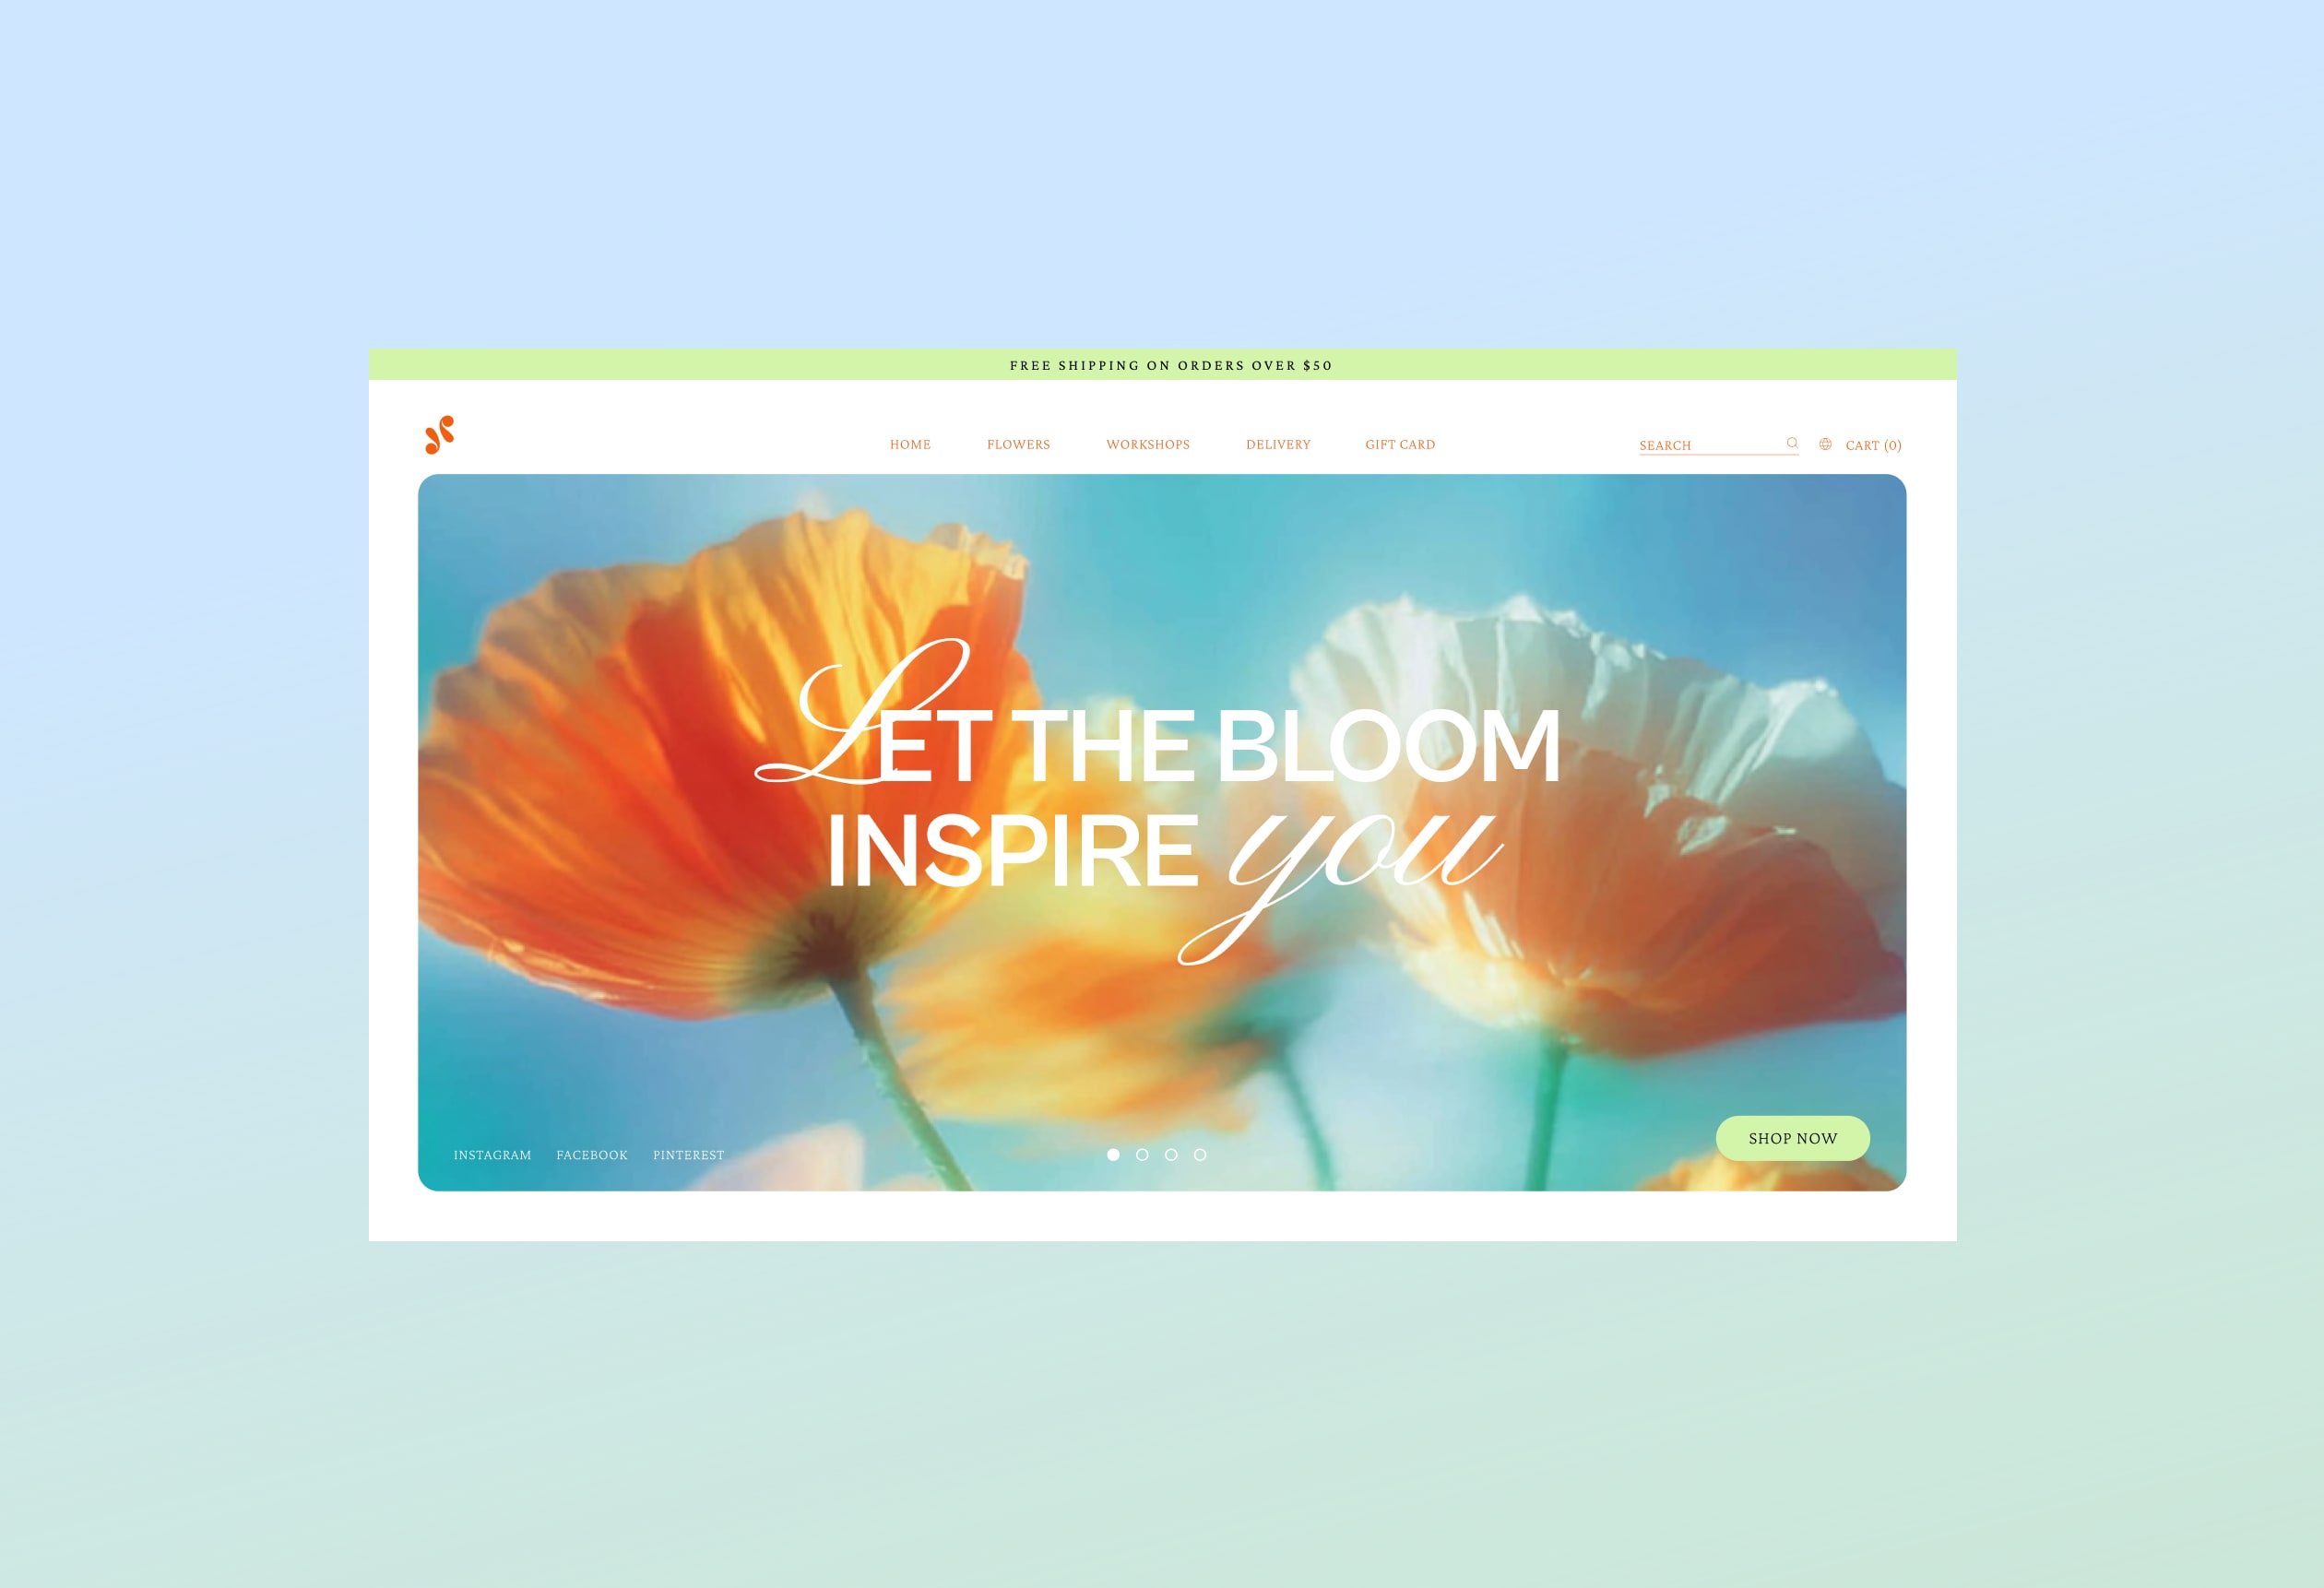 FREE SHIPPING ON ORDERS OVER $50
HOME FLOWERS WORKSHOPS DELIVERY GIFT CARD SEARCH CART (0)
LET THE BLOOM
INSPIRE you
SHOP NOW
INSTAGRAM FACEBOOK PINTEREST